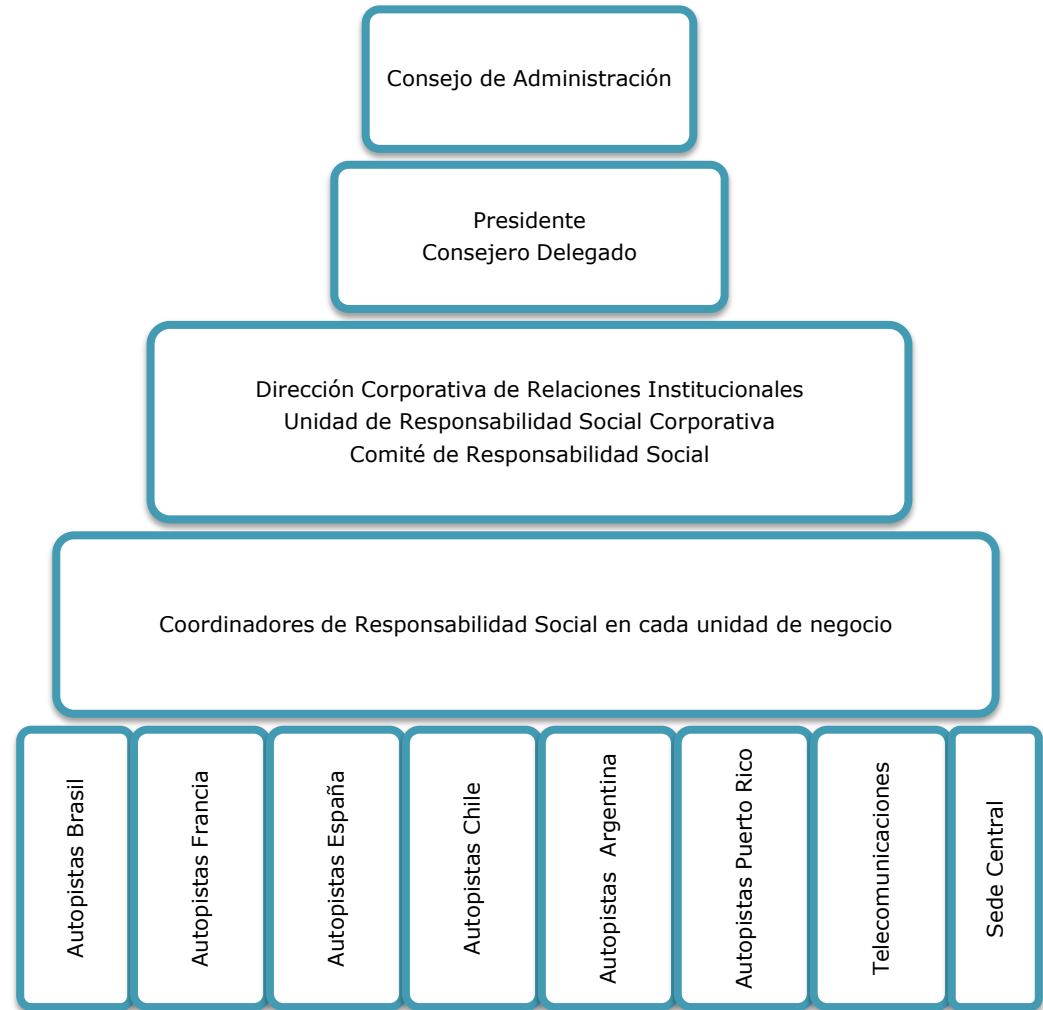 Consejo de Administración
Presidente
Consejero Delegado
Dirección Corporativa de Relaciones Institucionales
Unidad de Responsabilidad Social Corporativa
Comité de Responsabilidad Social
Coordinadores de Responsabilidad Social en cada unidad de negocio
Autopistas Brasil
Autopistas Francia
Autopistas España
Autopistas Chile
Autopistas  Argentina
Autopistas Puerto Rico
Telecomunicaciones
Sede Central